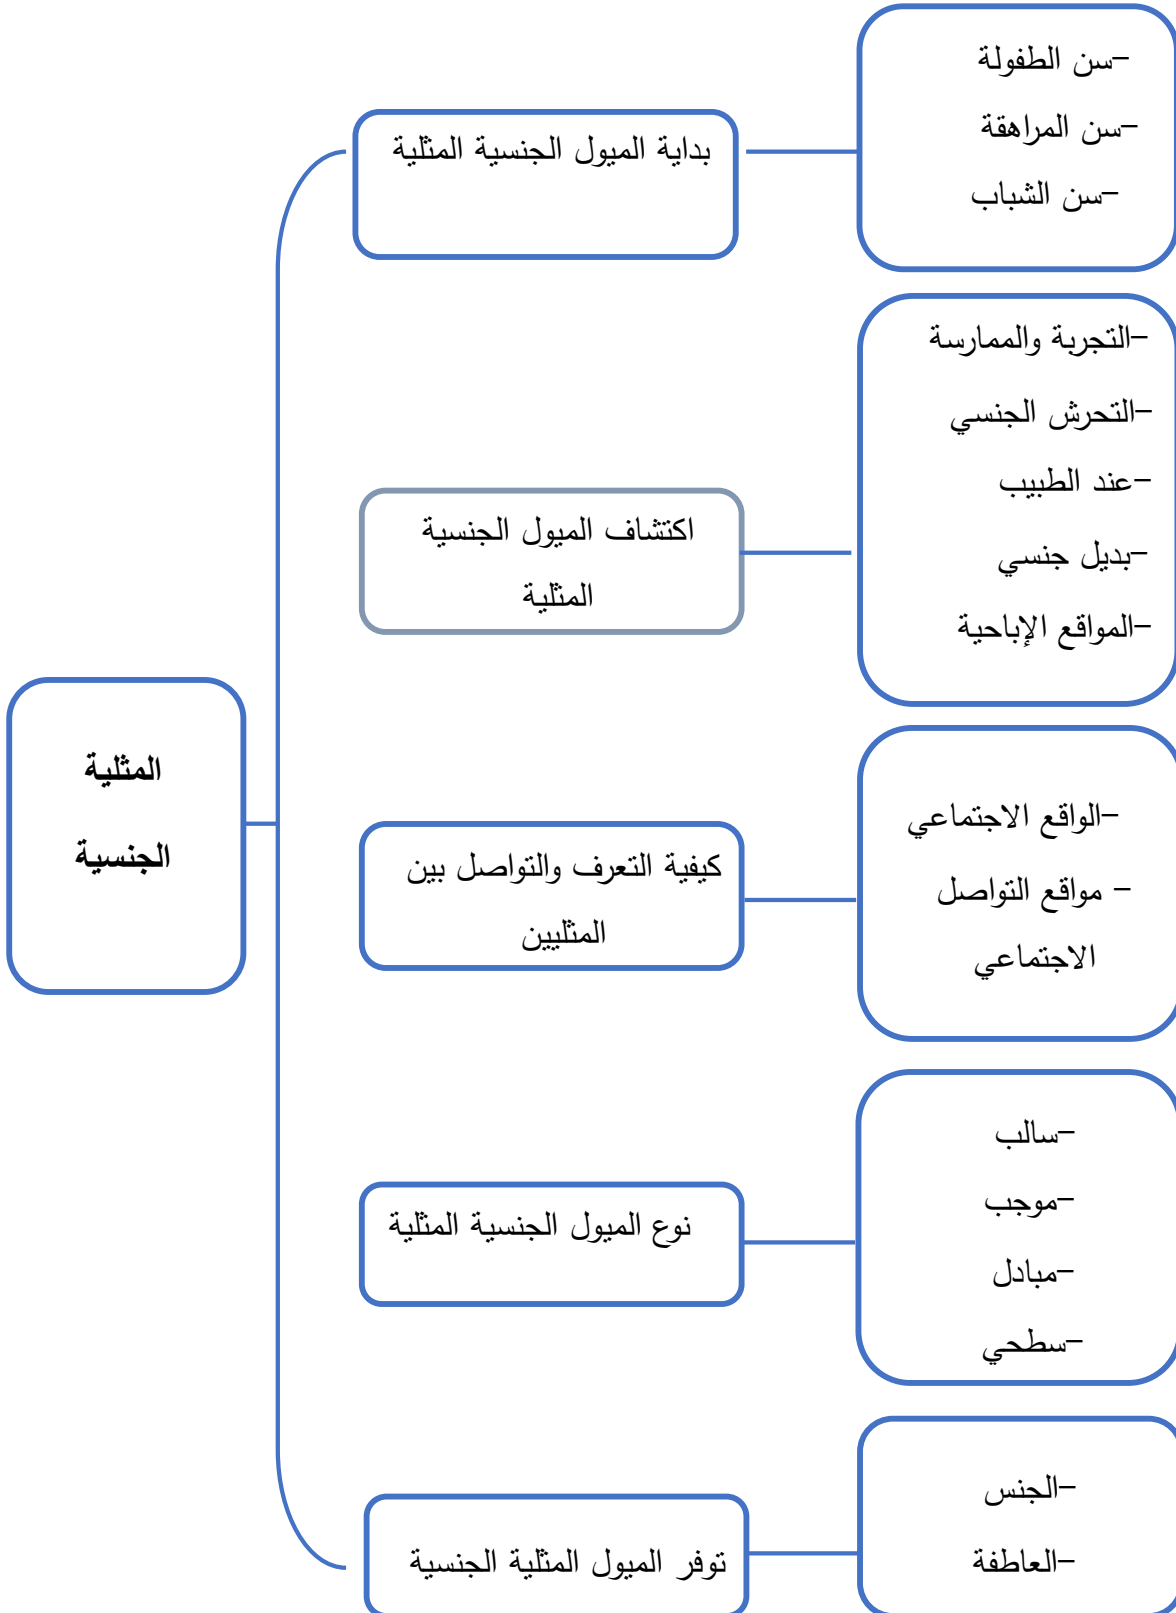 المثلية
الجنسية
بداية الميول الجنسية المثلية
-سن الطفولة
-سن المراهقة
-سن الشباب
اكتشاف الميول الجنسية
المثلية
-التجربة والممارسة
-التحرش الجنسي
-عند الطبيب
-بديل جنسي
-المواقع الإباحية
كيفية التعرف والتواصل بين
المثليين
-الواقع الاجتماعي
- مواقع التواصل
الاجتماعي
نوع الميول الجنسية المثلية
-سالب
-موجب
-مبادل
-سطحي
توفر الميول المثلية الجنسية
-الجنس
-العاطفة